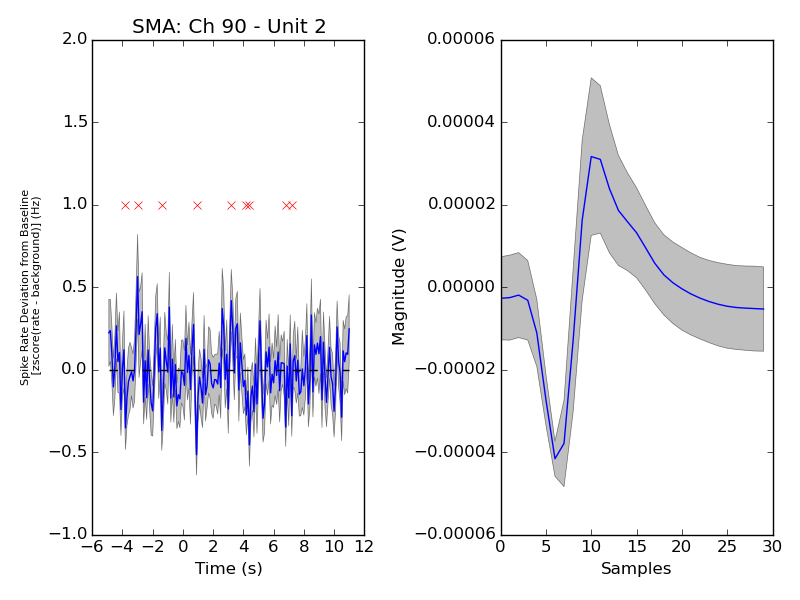 SMA: Ch 90 - Unit 2
2.0
1.5
1.0
0.5
0.0
−0.5
−1.0
Spike Rate Deviation from Baseline
[zscore(rate - background)] (Hz)
−6 −4 −2 0 2 4 6 8 10 12
Time (s)
0.00006
0.00004
0.00002
0.00000
−0.00002
−0.00004
−0.00006
Magnitude (V)
0 5 10 15 20 25 30
Samples